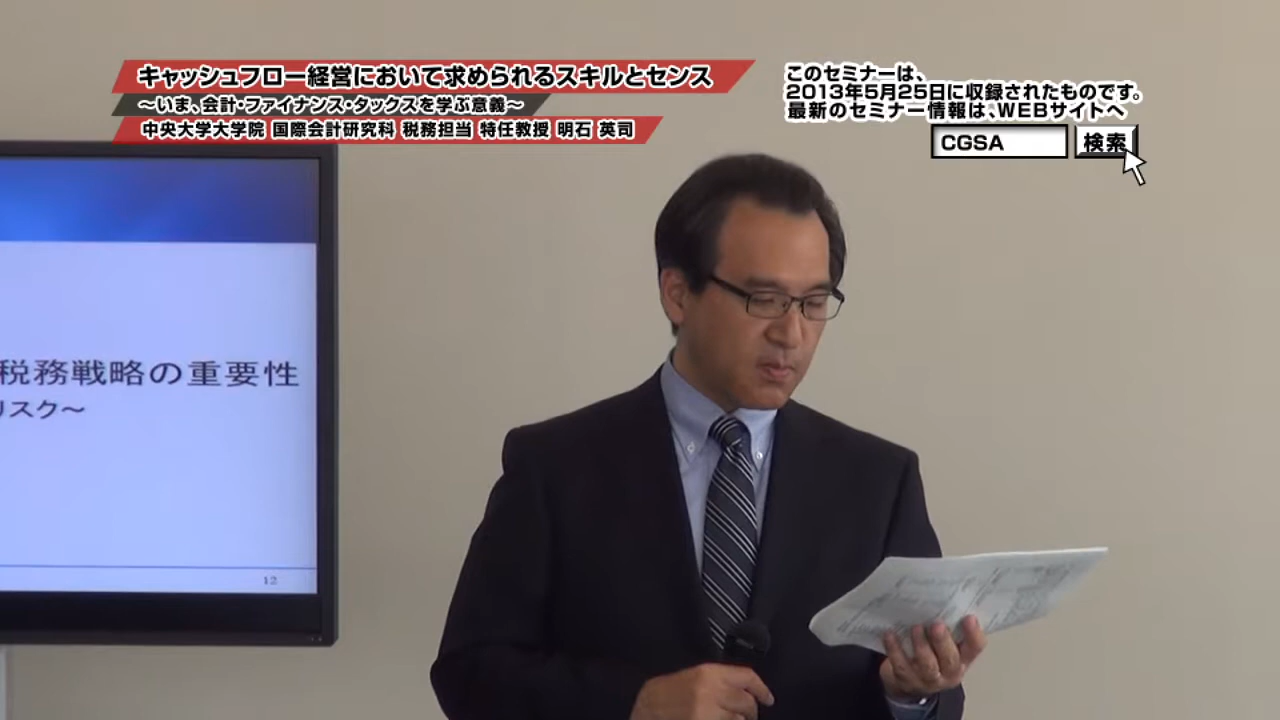 キャッシュフロー経営において求められるスキルとセンス
～いま、会計・ファイナンス・タックスを学ぶ意義～
中央大学大学院 国際会計研究科 税務担当 特任教授 明石 英司
このセミナーは、
2013年5月25日に収録されたものです。
最新のセミナー情報は、WEBサイトへ
CGSA
検索
税務戦略の重要性
リスク～
12